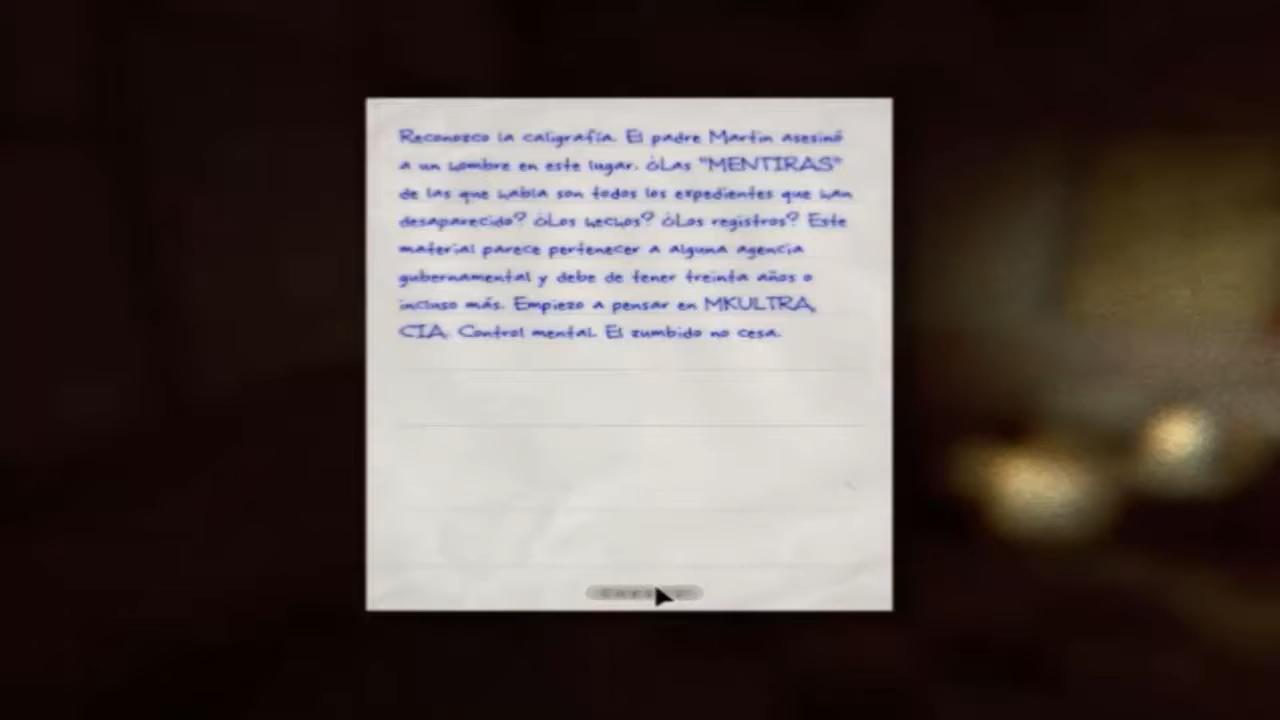 Reconozco la caligrafía. El padre Martin asesinó
a un hombre en este lugar. ¿Las "MENTIRAS"
de las que habla son todos los expedientes que han
desaparecido? ¿Los hechos? ¿Los registros? Este
material parece pertenecer a alguna agencia
gubernamental y debe de tener treinta años o
incluso más. Empiezo a pensar en MKULTRA,
CIA. Control mental. El zumbido no cesa.